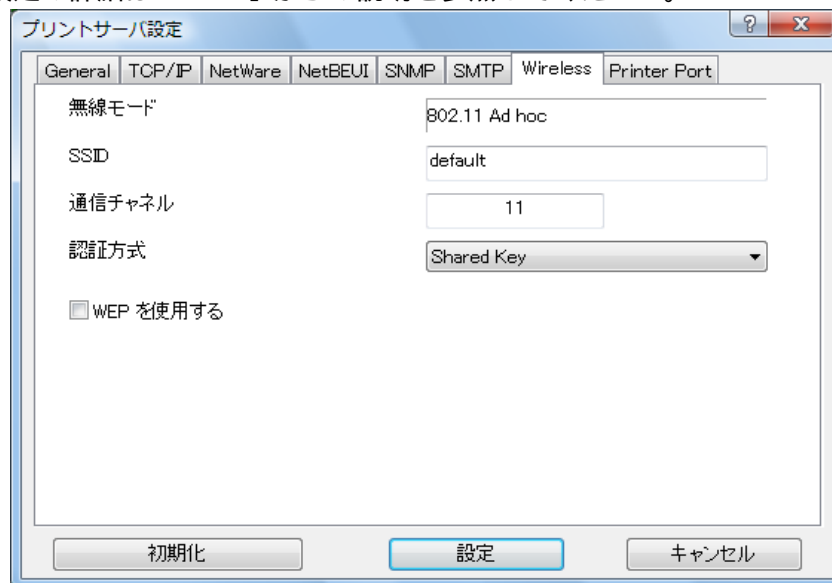 プリントサーバ設定
General TCP/IP NetWare NetBEUI SNMP SMTP Wireless Printer Port
無線モード 802.11 Ad hoc
SSID default
通信チャネル 11
認証方式 Shared Key
WEP を使用する
初期化 設定 キャンセル